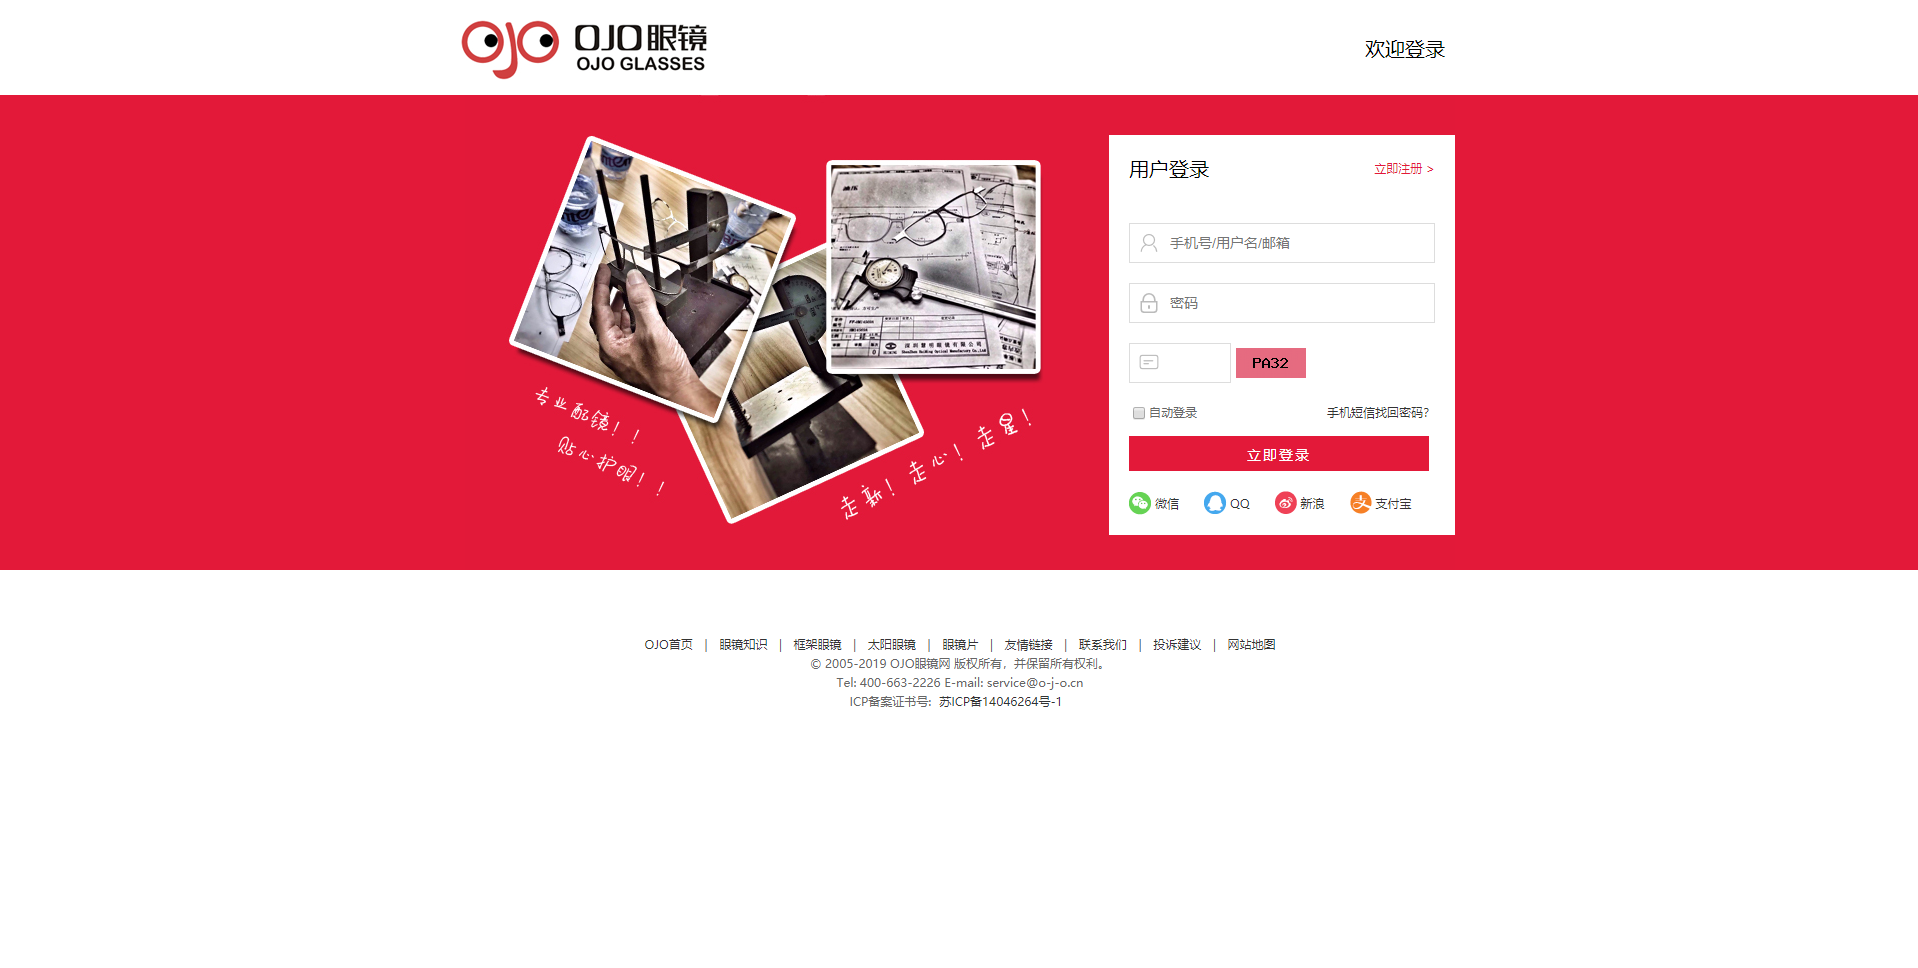 OJO 眼镜
OJO GLASSES
欢迎登录
专业配镜！！
贴心护眼！！
走新！走心！走星！
用户登录
立即注册 >
手机号/用户名/邮箱
密码
PA32
自动登录
手机短信找回密码?
立即登录
微信 QQ 新浪 支付宝
OJO首页 | 眼镜知识 | 框架眼镜 | 太阳眼镜 | 眼镜片 | 友情链接 | 联系我们 | 投诉建议 | 网站地图
© 2005-2019 OJO眼镜网 版权所有，并保留所有权利。
Tel: 400-663-2226 E-mail: service@o-j-o.cn
ICP备案证书号: 苏ICP备14046264号-1